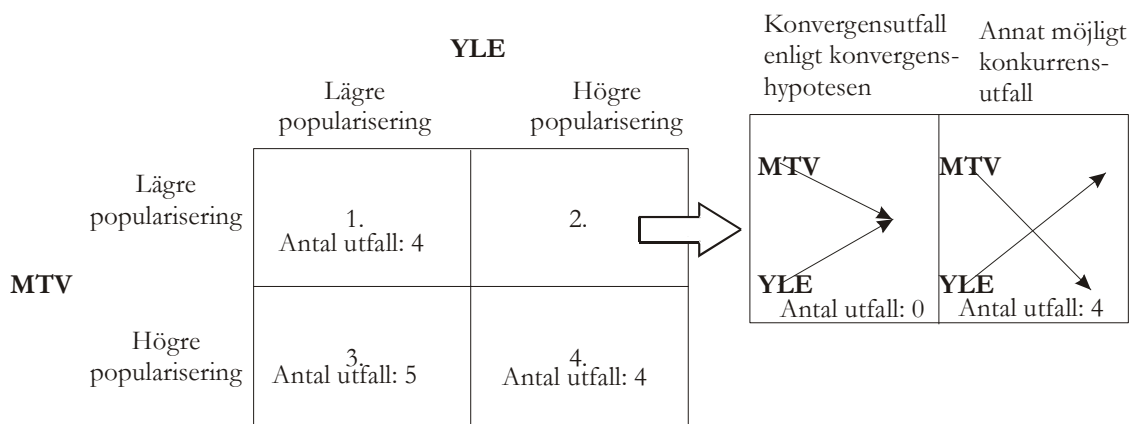 YLE
Lägre
popularisering
Högre
popularisering
Konvergensutfall
enligt konvergens-
hypotesen
Annat möjligt
konkurrens-
utfall
MTV
Lägre
popularisering
1.
Antal utfall: 4
2.
Högre
popularisering
3.
Antal utfall: 5
4.
Antal utfall: 4
MTV
YLE
Antal utfall: 0
MTV
YLE
Antal utfall: 4